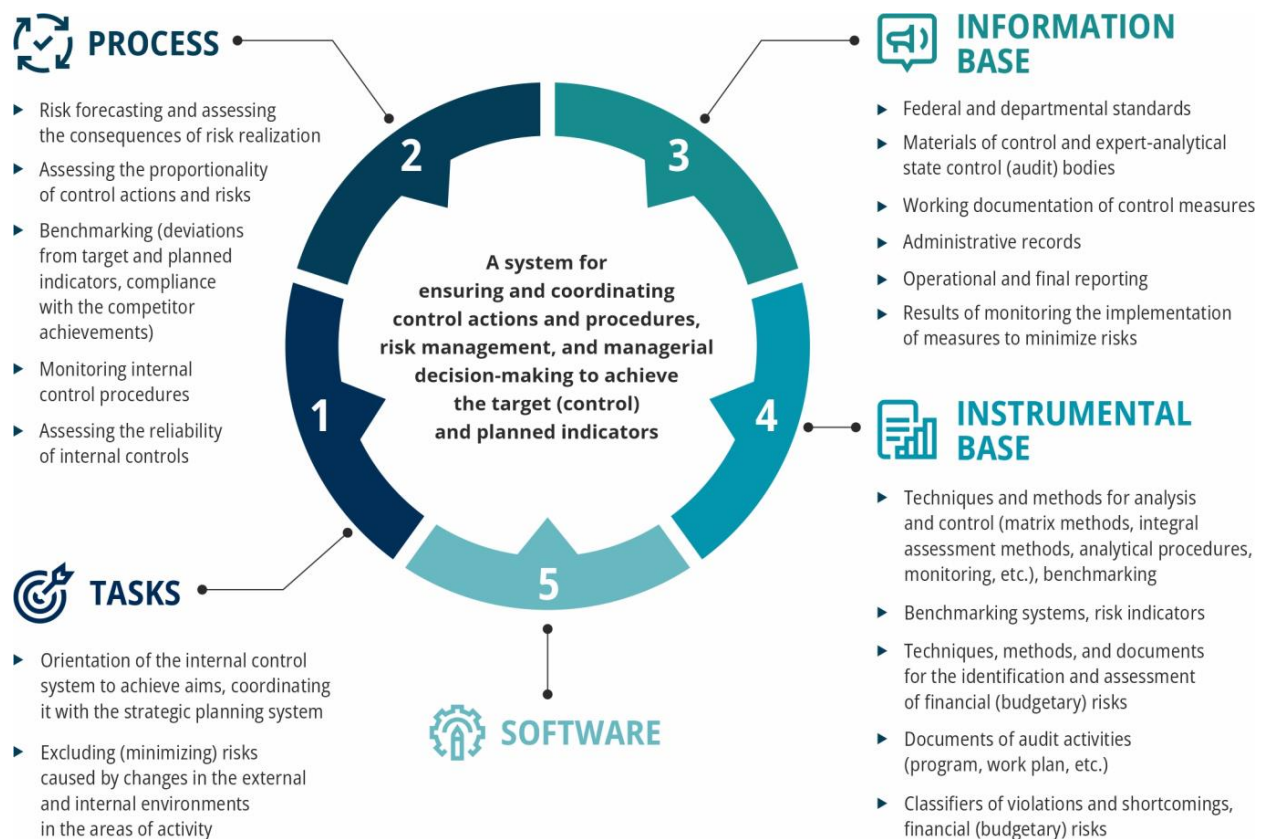 PROCESS
Risk forecasting and assessing
the consequences of risk realization
Assessing the proportionality
of control actions and risks
Benchmarking (deviations
from target and planned
indicators, compliance
with the competitor
achievements)
Monitoring internal
control procedures
Assessing the reliability
of internal controls
TASKS
Orientation of the internal control
system to achieve aims, coordinating
it with the strategic planning system
Excluding (minimizing) risks
caused by changes in the external
and internal environments
in the areas of activity
2
3
1
4
5
A system for
ensuring and coordinating
control actions and procedures,
risk management, and managerial
decision-making to achieve
the target (control)
and planned indicators
SOFTWARE
INFORMATION
BASE
Federal and departmental standards
Materials of control and expert-analytical
state control (audit) bodies
Working documentation of control measures
Administrative records
Operational and final reporting
Results of monitoring the implementation
of measures to minimize risks
INSTRUMENTAL
BASE
Techniques and methods for analysis
and control (matrix methods, integral
assessment methods, analytical procedures,
monitoring, etc.), benchmarking
Benchmarking systems, risk indicators
Techniques, methods, and documents
for the identification and assessment
of financial (budgetary) risks
Documents of audit activities
(program, work plan, etc.)
Classifiers of violations and shortcomings,
financial (budgetary) risks